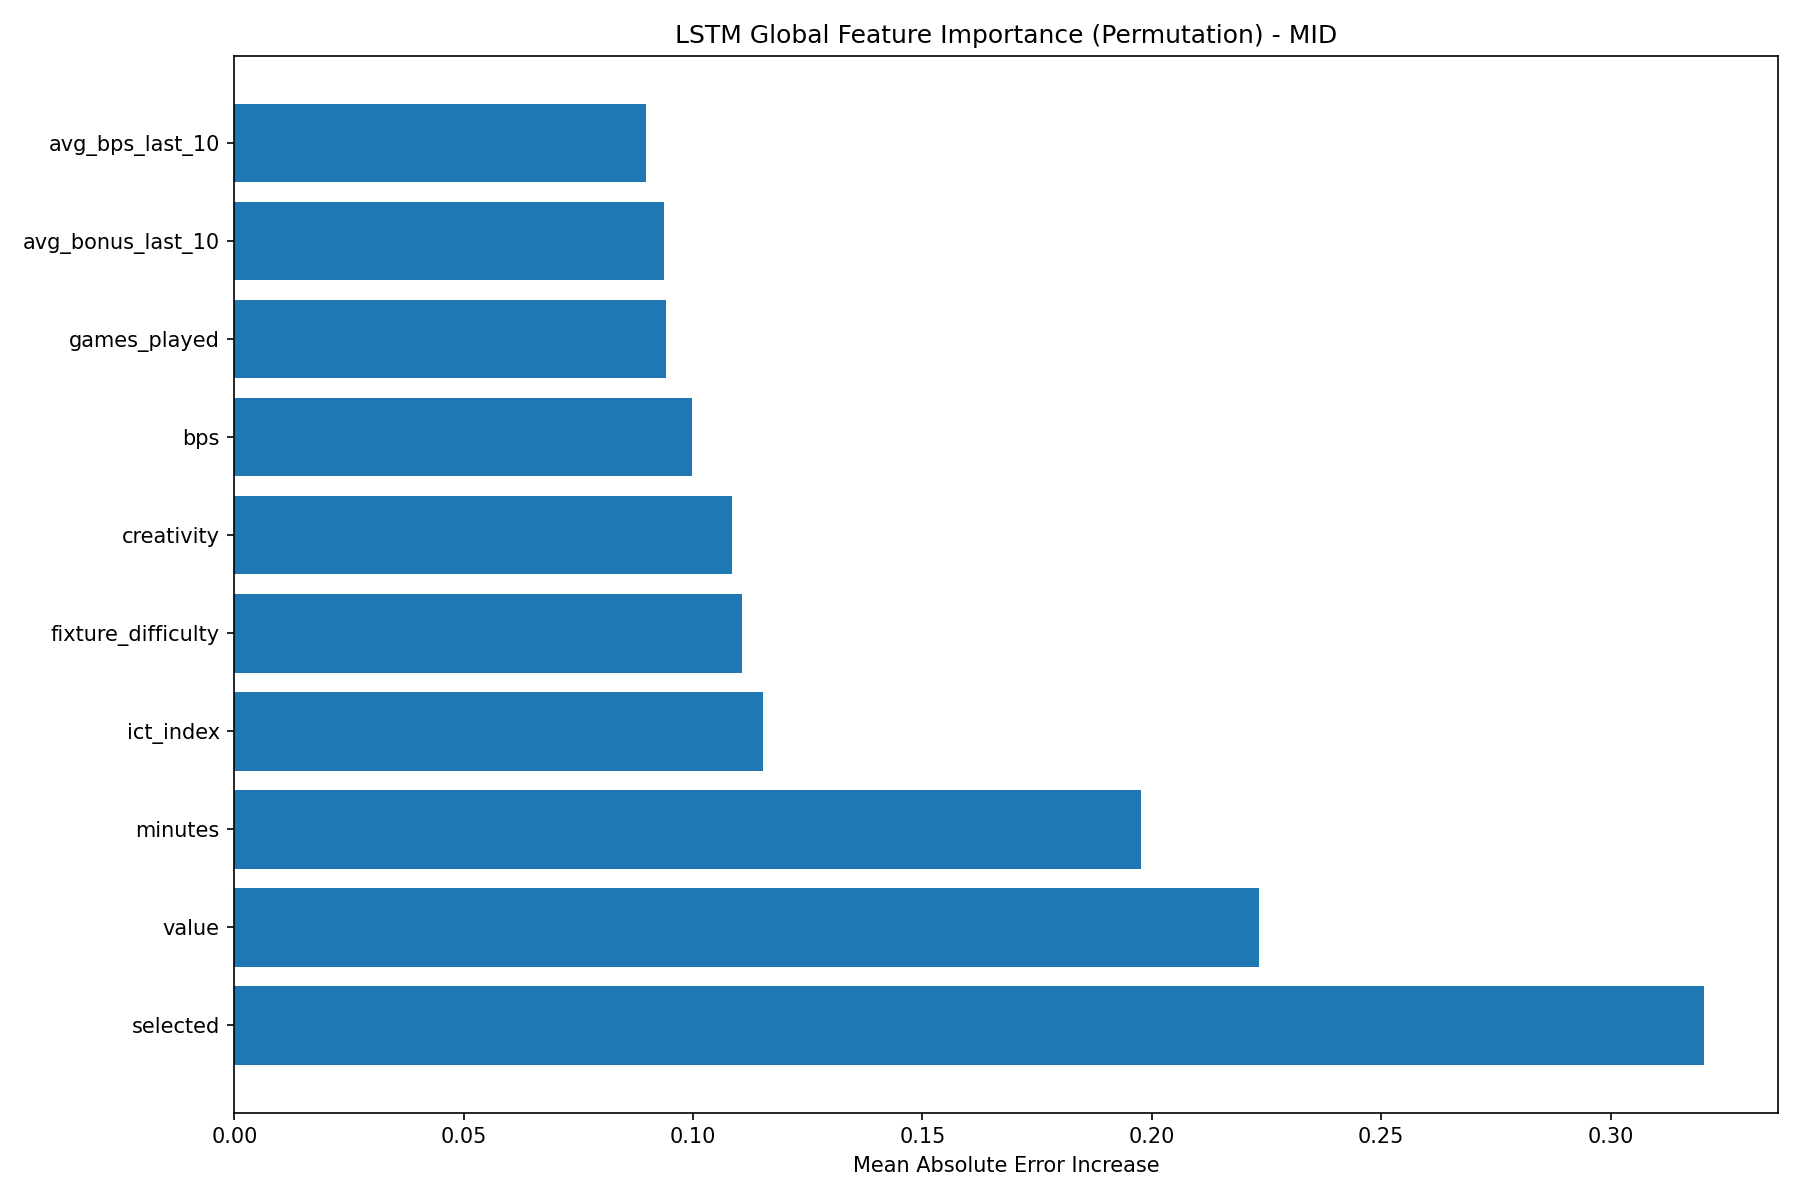 LSTM Global Feature Importance (Permutation) - MID
avg_bps_last_10
avg_bonus_last_10
games_played
bps
creativity
fixture_difficulty
ict_index
minutes
value
selected
0.00 0.05 0.10 0.15 0.20 0.25 0.30
Mean Absolute Error Increase